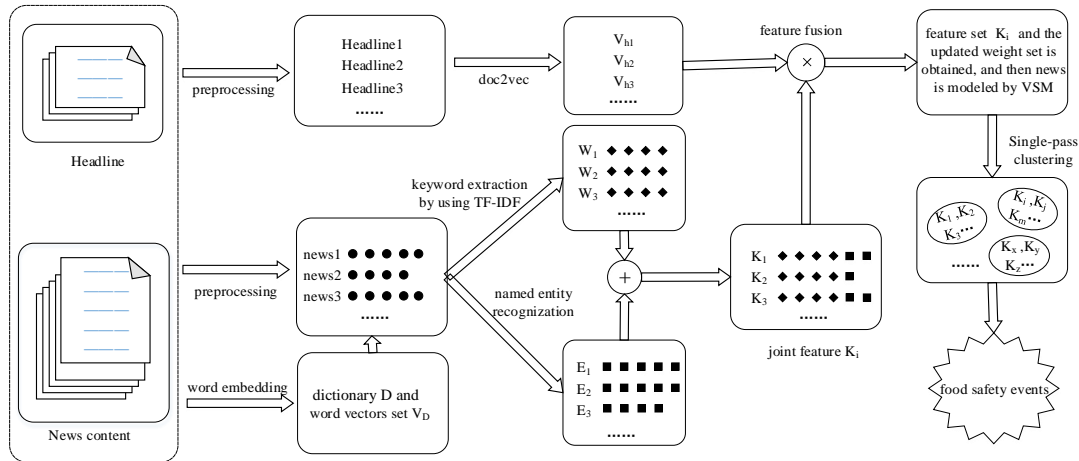 Headline
News content
preprocessing
Headline1
Headline2
Headline3
......
doc2vec
Vh1
Vh2
Vh3
......
feature fusion
×
feature set Ki and the
updated weight set is
obtained, and then news
is modeled by VSM
preprocessing
news1
news2
news3
......
word embedding
dictionary D and
word vectors set VD
keyword extraction
by using TF-IDF
named entity
recognization
W1
W2
W3
......
+
E1
E2
E3
......
K1
K2
K3
......
joint feature Ki
Single-pass
clustering
K1 ,K2
K3...
Ki ,Kj
Km...
Kx ,Ky
Kz...
......
food safety events